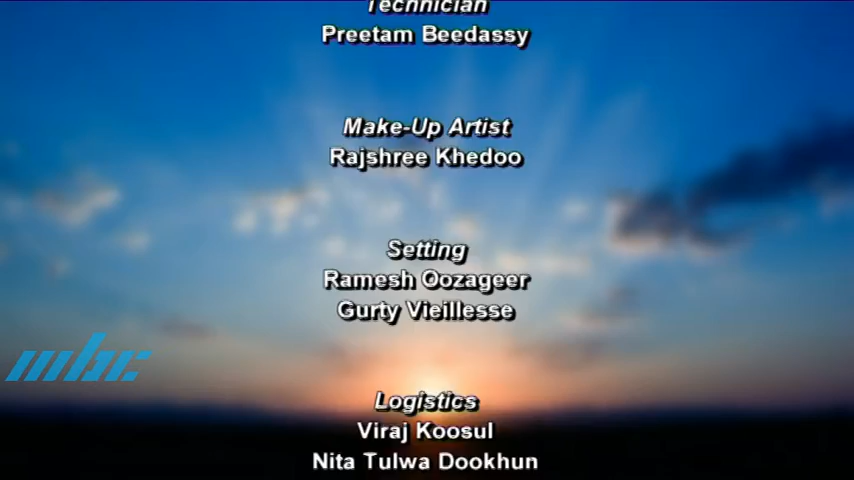 Technician
Preetam Beedassy
Make-Up Artist
Rajshree Khedoo
Setting
Ramesh Oozageer
Gurty Vieillesse
mbc
Logistics
Viraj Koosul
Nita Tulwa Dookhun